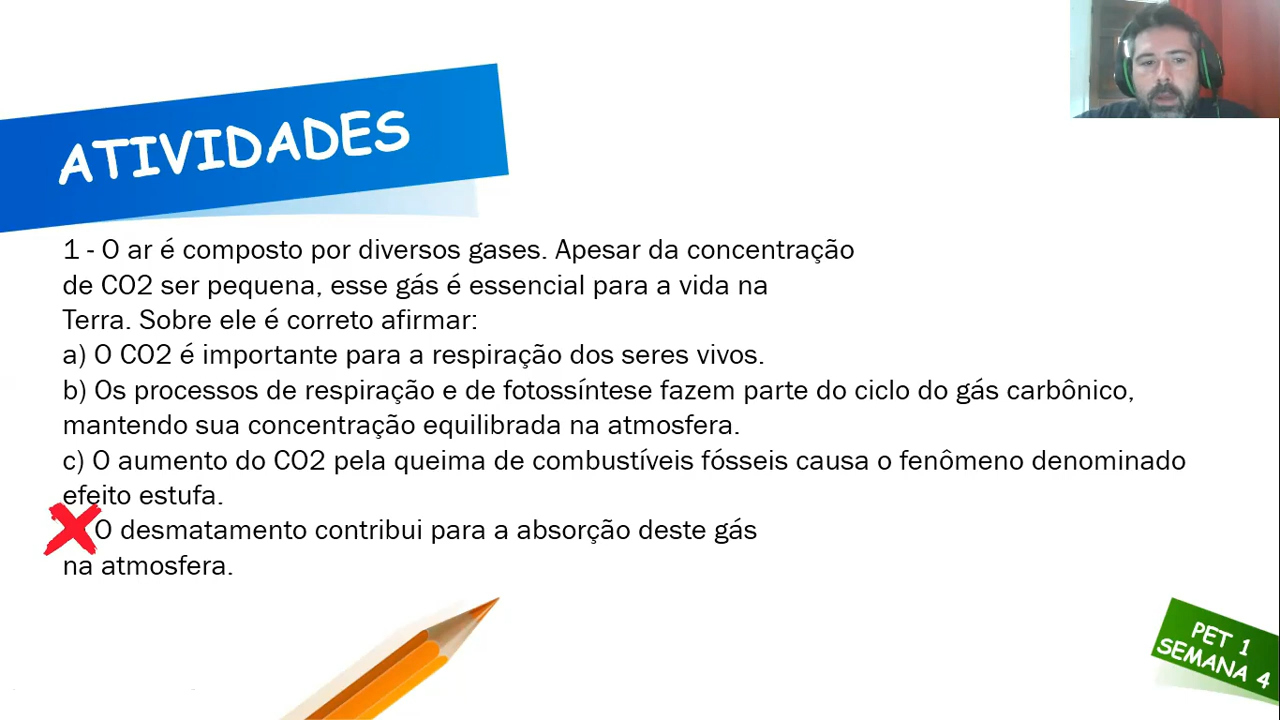 ATIVIDADES
1 - O ar é composto por diversos gases. Apesar da concentração
de CO2 ser pequena, esse gás é essencial para a vida na
Terra. Sobre ele é correto afirmar:
a) O CO2 é importante para a respiração dos seres vivos.
b) Os processos de respiração e de fotossíntese fazem parte do ciclo do gás carbônico,
mantendo sua concentração equilibrada na atmosfera.
c) O aumento do CO2 pela queima de combustíveis fósseis causa o fenômeno denominado
efeito estufa.
O desmatamento contribui para a absorção deste gás
na atmosfera.
PET 1
SEMANA 4